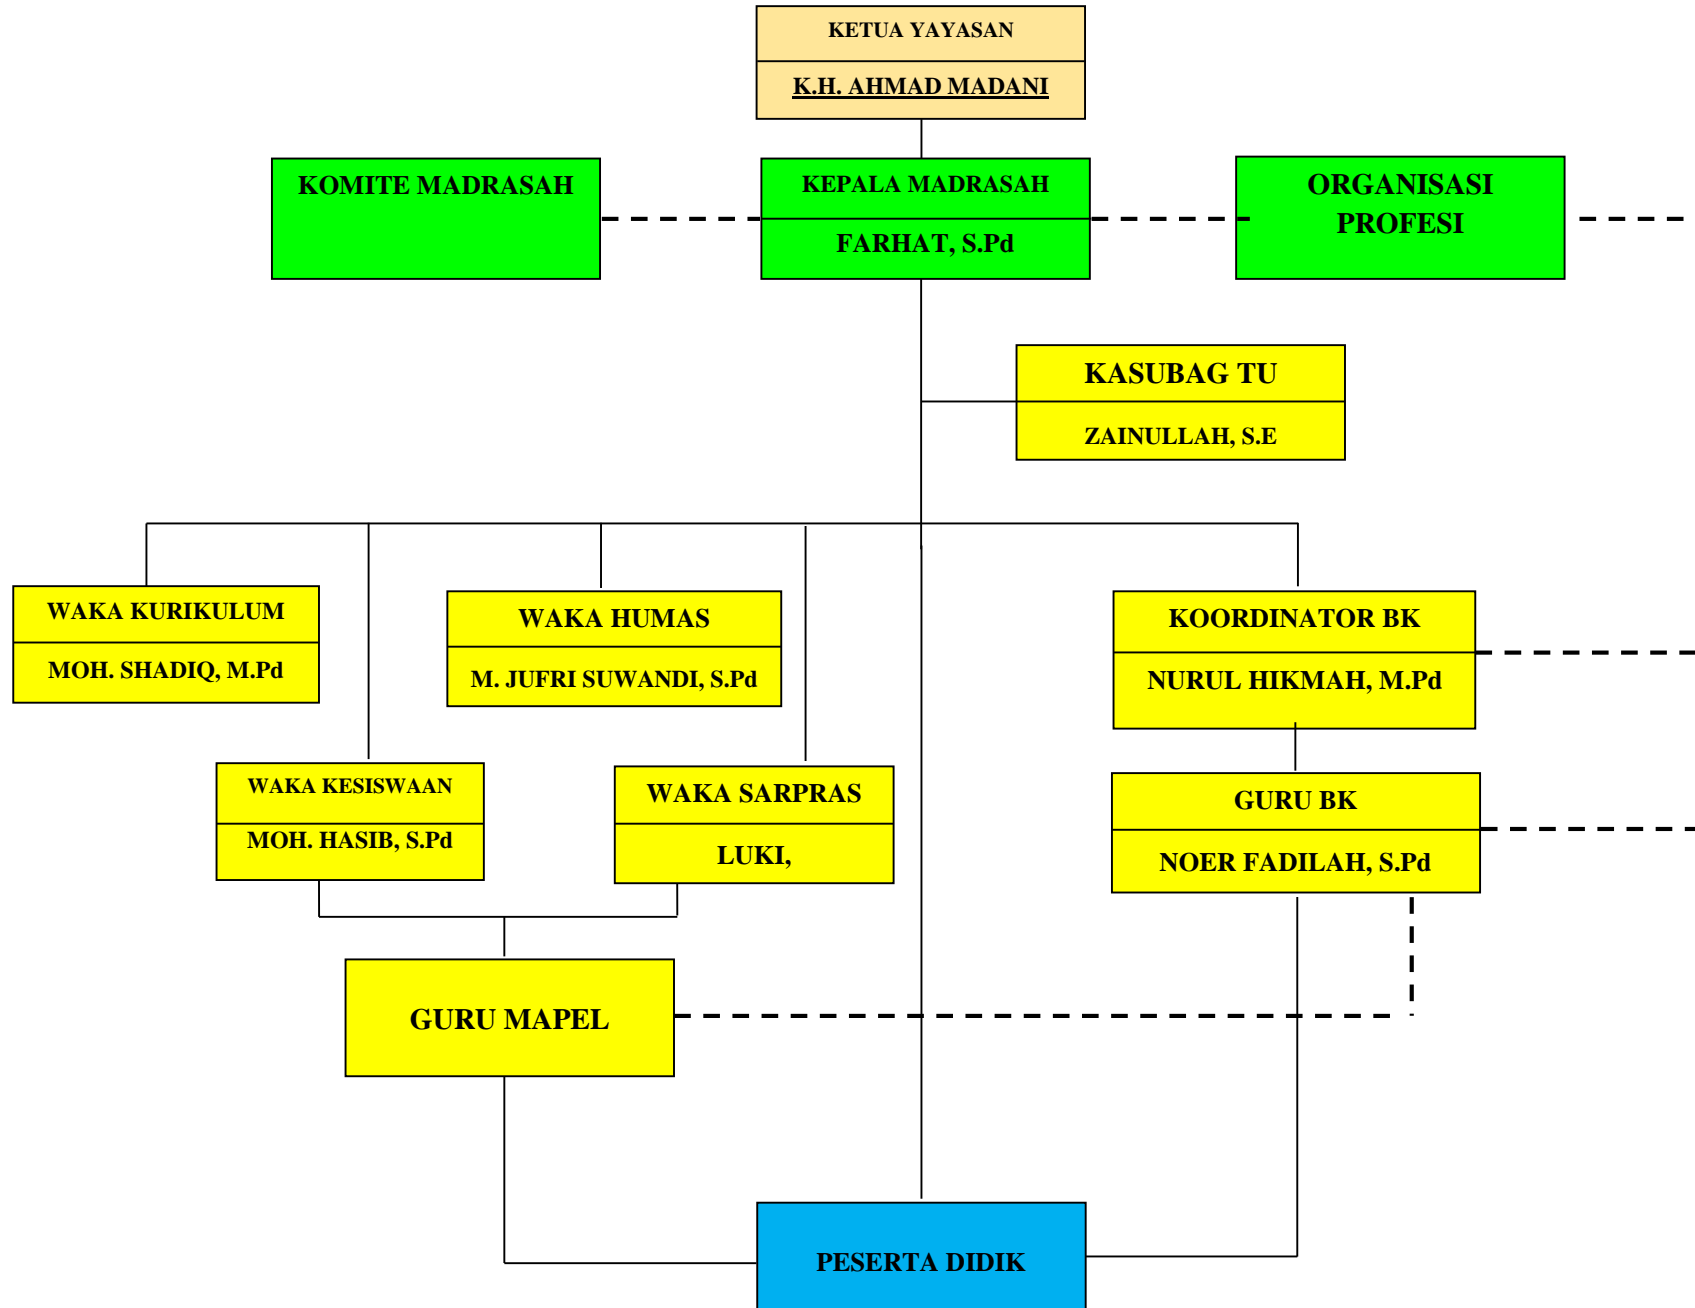 KETUA YAYASAN
K.H. AHMAD MADANI
KOMITE MADRASAH
KEPALA MADRASAH
FARHAT, S.Pd
ORGANISASI
PROFESI
KASUBAG TU
ZAINULLAH, S.E
WAKA KURIKULUM
MOH. SHADIQ, M.Pd
WAKA HUMAS
M. JUFRI SUWANDI, S.Pd
KOORDINATOR BK
NURUL HIKMAH, M.Pd
WAKA KESISWAAN
MOH. HASIB, S.Pd
WAKA SARPRAS
LUKI,
GURU BK
NOER FADILAH, S.Pd
GURU MAPEL
PESERTA DIDIK